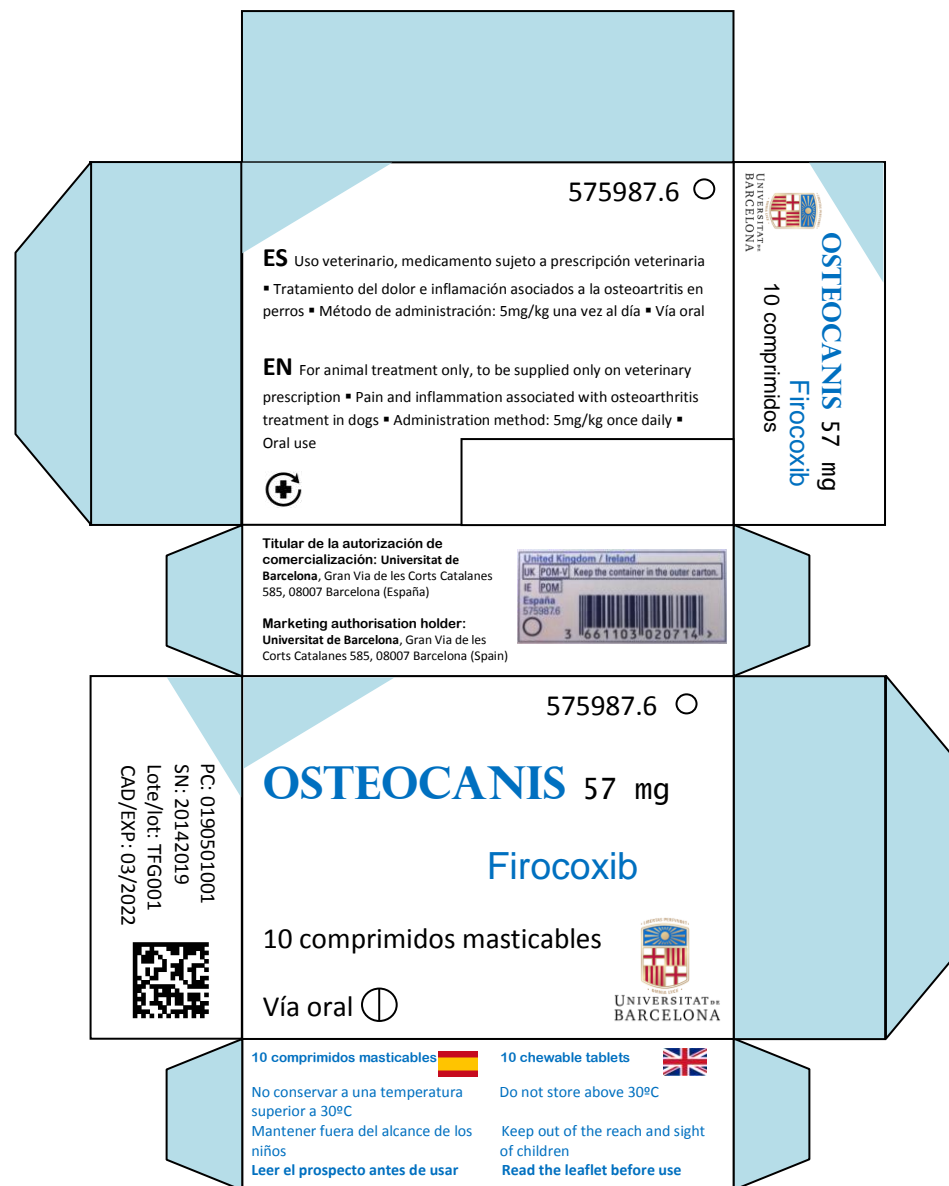 575987.6
ES Uso veterinario, medicamento sujeto a prescripción veterinaria
▪ Tratamiento del dolor e inflamación asociados a la osteoartritis en
perros ▪ Método de administración: 5mg/kg una vez al día ▪ Vía oral
EN For animal treatment only, to be supplied only on veterinary
prescription ▪ Pain and inflammation associated with osteoarthritis
treatment in dogs ▪ Administration method: 5mg/kg once daily ▪
Oral use
UNIVERSITAT DE
BARCELONA
OSTEOCANIS 57 mg
Firocoxib
10 comprimidos
Titular de la autorización de
comercialización: Universitat de
Barcelona, Gran Via de les Corts Catalanes
585, 08007 Barcelona (España)
Marketing authorisation holder:
Universitat de Barcelona, Gran Via de les
Corts Catalanes 585, 08007 Barcelona (Spain)
United Kingdom / Ireland
UK POM-V Keep the container in the outer carton.
IE POM
España
575987.6
3 661103 020714 >
PC: 0190501001
SN: 20142019
Lote/lot: TFG001
CAD/EXP: 03/2022
575987.6
OSTEOCANIS 57 mg
Firocoxib
10 comprimidos masticables
Vía oral
UNIVERSITAT DE
BARCELONA
10 comprimidos masticables
No conservar a una temperatura
superior a 30ºC
Mantener fuera del alcance de los
niños
Leer el prospecto antes de usar
10 chewable tablets
Do not store above 30ºC
Keep out of the reach and sight
of children
Read the leaflet before use